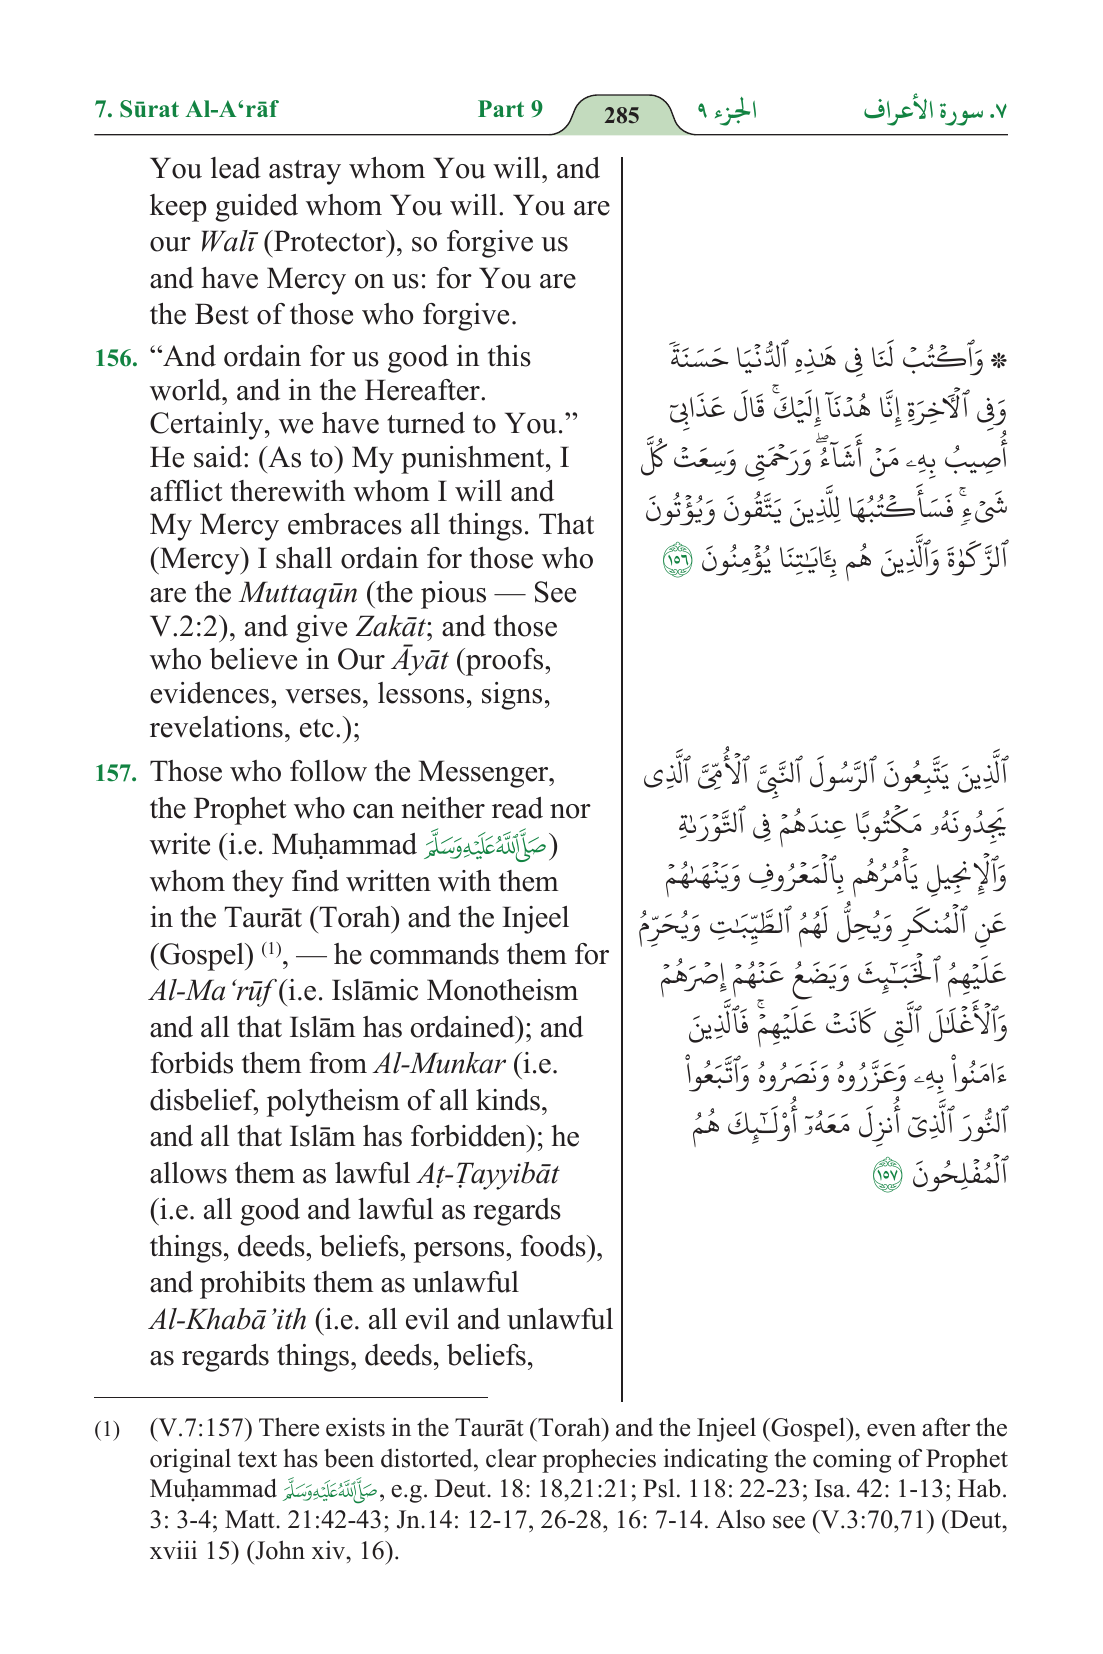 7. Sūrat Al-A‘rāf
Part 9
285
الجزء ٩
٧. سورة الأعراف
You lead astray whom You will, and
keep guided whom You will. You are
our Walī (Protector), so forgive us
and have Mercy on us: for You are
the Best of those who forgive.
156. “And ordain for us good in this
world, and in the Hereafter.
Certainly, we have turned to You.”
He said: (As to) My punishment, I
afflict therewith whom I will and
My Mercy embraces all things. That
(Mercy) I shall ordain for those who
are the Muttaqūn (the pious — See
V.2:2), and give Zakāt; and those
who believe in Our Āyāt (proofs,
evidences, verses, lessons, signs,
revelations, etc.);
157. Those who follow the Messenger,
the Prophet who can neither read nor
write (i.e. Muḥammad صَلَّى ٱللَّهُ عَلَيْهِ وَسَلَّمَ)
whom they find written with them
in the Taurāt (Torah) and the Injeel
(Gospel) (1), — he commands them for
Al-Ma‘rūf (i.e. Islāmic Monotheism
and all that Islām has ordained); and
forbids them from Al-Munkar (i.e.
disbelief, polytheism of all kinds,
and all that Islām has forbidden); he
allows them as lawful Aṭ-Ṭayyibāt
(i.e. all good and lawful as regards
things, deeds, beliefs, persons, foods),
and prohibits them as unlawful
Al-Khabā’ith (i.e. all evil and unlawful
as regards things, deeds, beliefs,
۞ وَٱكۡتُبۡ لَنَا فِي هَٰذِهِ ٱلدُّنۡيَا حَسَنَةٗ
وَفِي ٱلۡأٓخِرَةِ إِنَّا هُدۡنَآ إِلَيۡكَۚ قَالَ عَذَابِيٓ
أُصِيبُ بِهِۦ مَنۡ أَشَآءُۖ وَرَحۡمَتِي وَسِعَتۡ كُلَّ
شَيۡءٖۚ فَسَأَكۡتُبُهَا لِلَّذِينَ يَتَّقُونَ وَيُؤۡتُونَ
ٱلزَّكَوٰةَ وَٱلَّذِينَ هُم بِـَٔايَٰتِنَا يُؤۡمِنُونَ ١٥٦
ٱلَّذِينَ يَتَّبِعُونَ ٱلرَّسُولَ ٱلنَّبِيَّ ٱلۡأُمِّيَّ ٱلَّذِي
يَجِدُونَهُۥ مَكۡتُوبًا عِندَهُمۡ فِي ٱلتَّوۡرَىٰةِ
وَٱلۡإِنجِيلِ يَأۡمُرُهُم بِٱلۡمَعۡرُوفِ وَيَنۡهَىٰهُمۡ
عَنِ ٱلۡمُنكَرِ وَيُحِلُّ لَهُمُ ٱلطَّيِّبَٰتِ وَيُحَرِّمُ
عَلَيۡهِمُ ٱلۡخَبَٰٓئِثَ وَيَضَعُ عَنۡهُمۡ إِصۡرَهُمۡ
وَٱلۡأَغۡلَٰلَ ٱلَّتِي كَانَتۡ عَلَيۡهِمۡۚ فَٱلَّذِينَ
ءَامَنُواْ بِهِۦ وَعَزَّرُوهُ وَنَصَرُوهُ وَٱتَّبَعُواْ
ٱلنُّورَ ٱلَّذِيٓ أُنزِلَ مَعَهُۥٓ أُوْلَٰٓئِكَ هُمُ
ٱلۡمُفۡلِحُونَ ١٥٧
(1) (V.7:157) There exists in the Taurāt (Torah) and the Injeel (Gospel), even after the
original text has been distorted, clear prophecies indicating the coming of Prophet
Muḥammad صَلَّى ٱللَّهُ عَلَيْهِ وَسَلَّمَ, e.g. Deut. 18: 18,21:21; Psl. 118: 22-23; Isa. 42: 1-13; Hab.
3: 3-4; Matt. 21:42-43; Jn.14: 12-17, 26-28, 16: 7-14. Also see (V.3:70,71) (Deut,
xviii 15) (John xiv, 16).